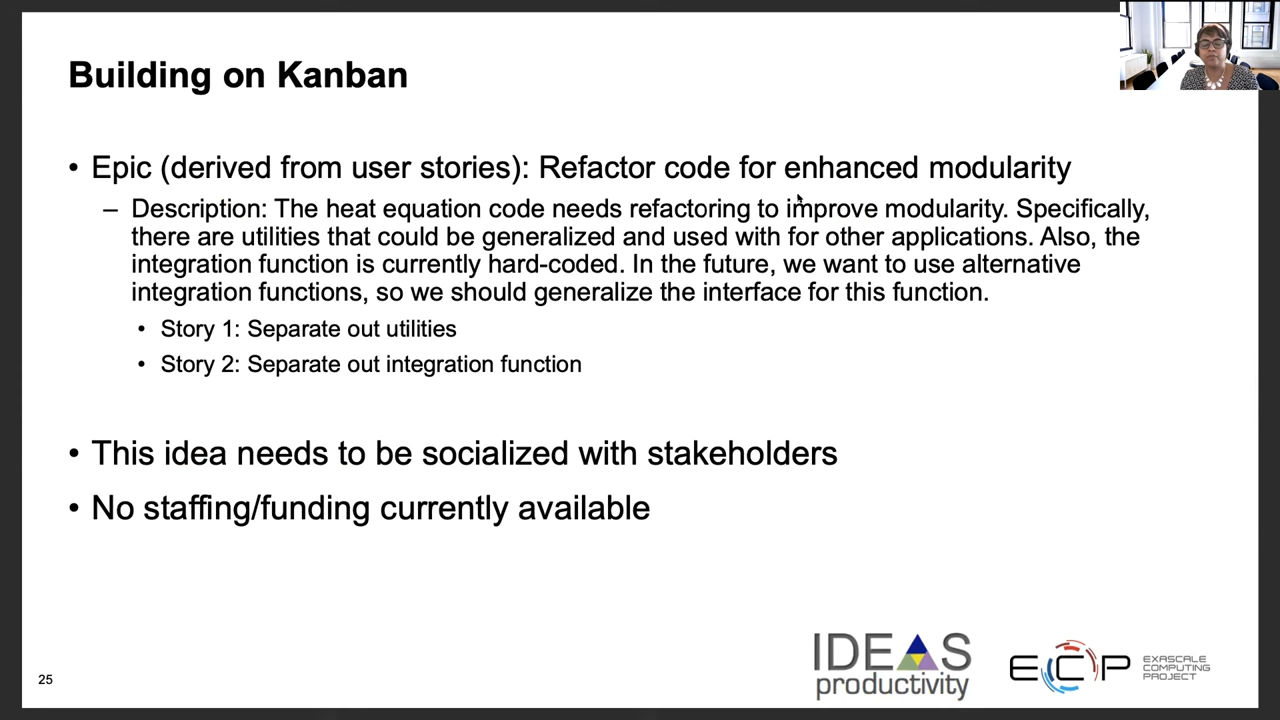 Building on Kanban
• Epic (derived from user stories): Refactor code for enhanced modularity
– Description: The heat equation code needs refactoring to improve modularity. Specifically,
there are utilities that could be generalized and used with for other applications. Also, the
integration function is currently hard-coded. In the future, we want to use alternative
integration functions, so we should generalize the interface for this function.
• Story 1: Separate out utilities
• Story 2: Separate out integration function
• This idea needs to be socialized with stakeholders
• No staffing/funding currently available
25
IDEAS
productivity
ECP
EXASCALE
COMPUTING
PROJECT